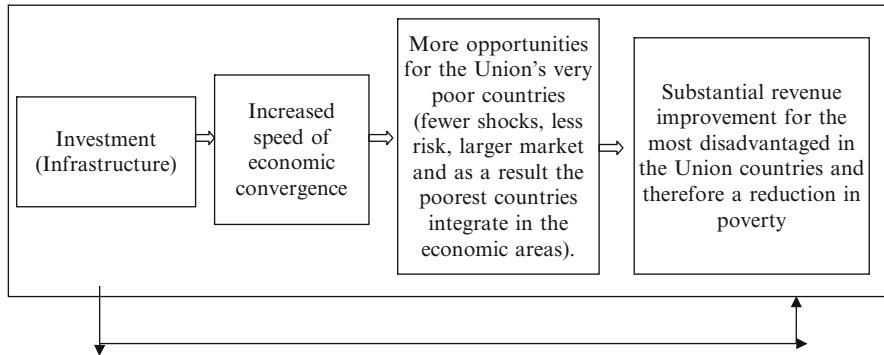 Investment
(Infrastructure)
Increased
speed of
economic
convergence
More opportunities
for the Union's very
poor countries
(fewer shocks, less
risk, larger market
and as a result the
poorest countries
integrate in the
economic areas).
Substantial revenue
improvement for the
most disadvantaged in
the Union countries and
therefore a reduction in
poverty